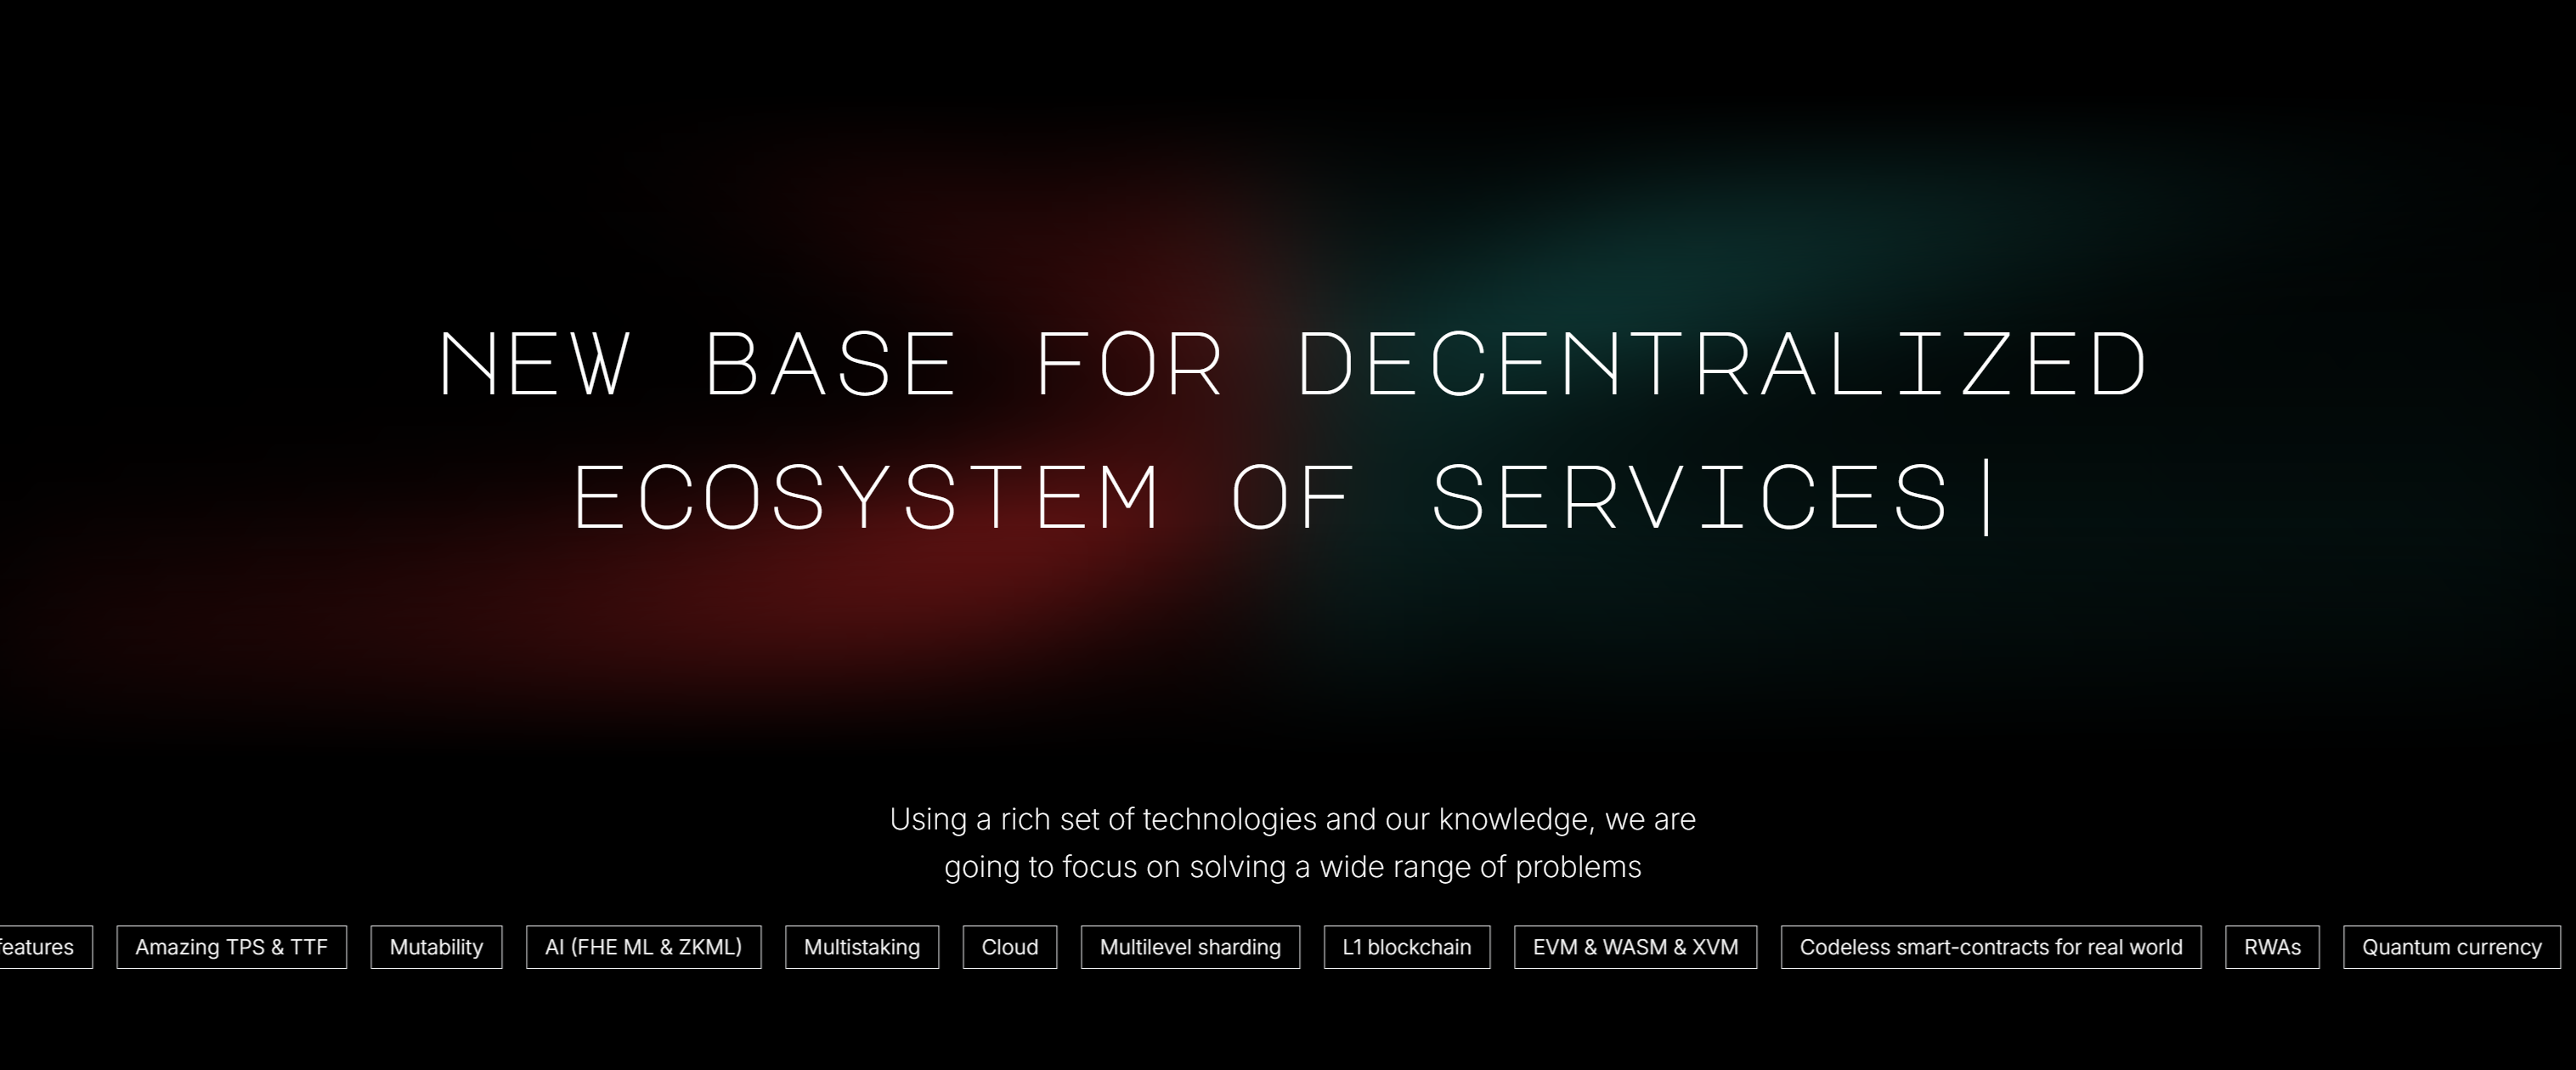 NEW BASE FOR DECENTRALIZED
ECOSYSTEM OF SERVICES|
Using a rich set of technologies and our knowledge, we are
going to focus on solving a wide range of problems
features Amazing TPS & TTF Mutability AI (FHE ML & ZKML) Multistaking Cloud Multilevel sharding L1 blockchain EVM & WASM & XVM Codeless smart-contracts for real world RWAs Quantum currency